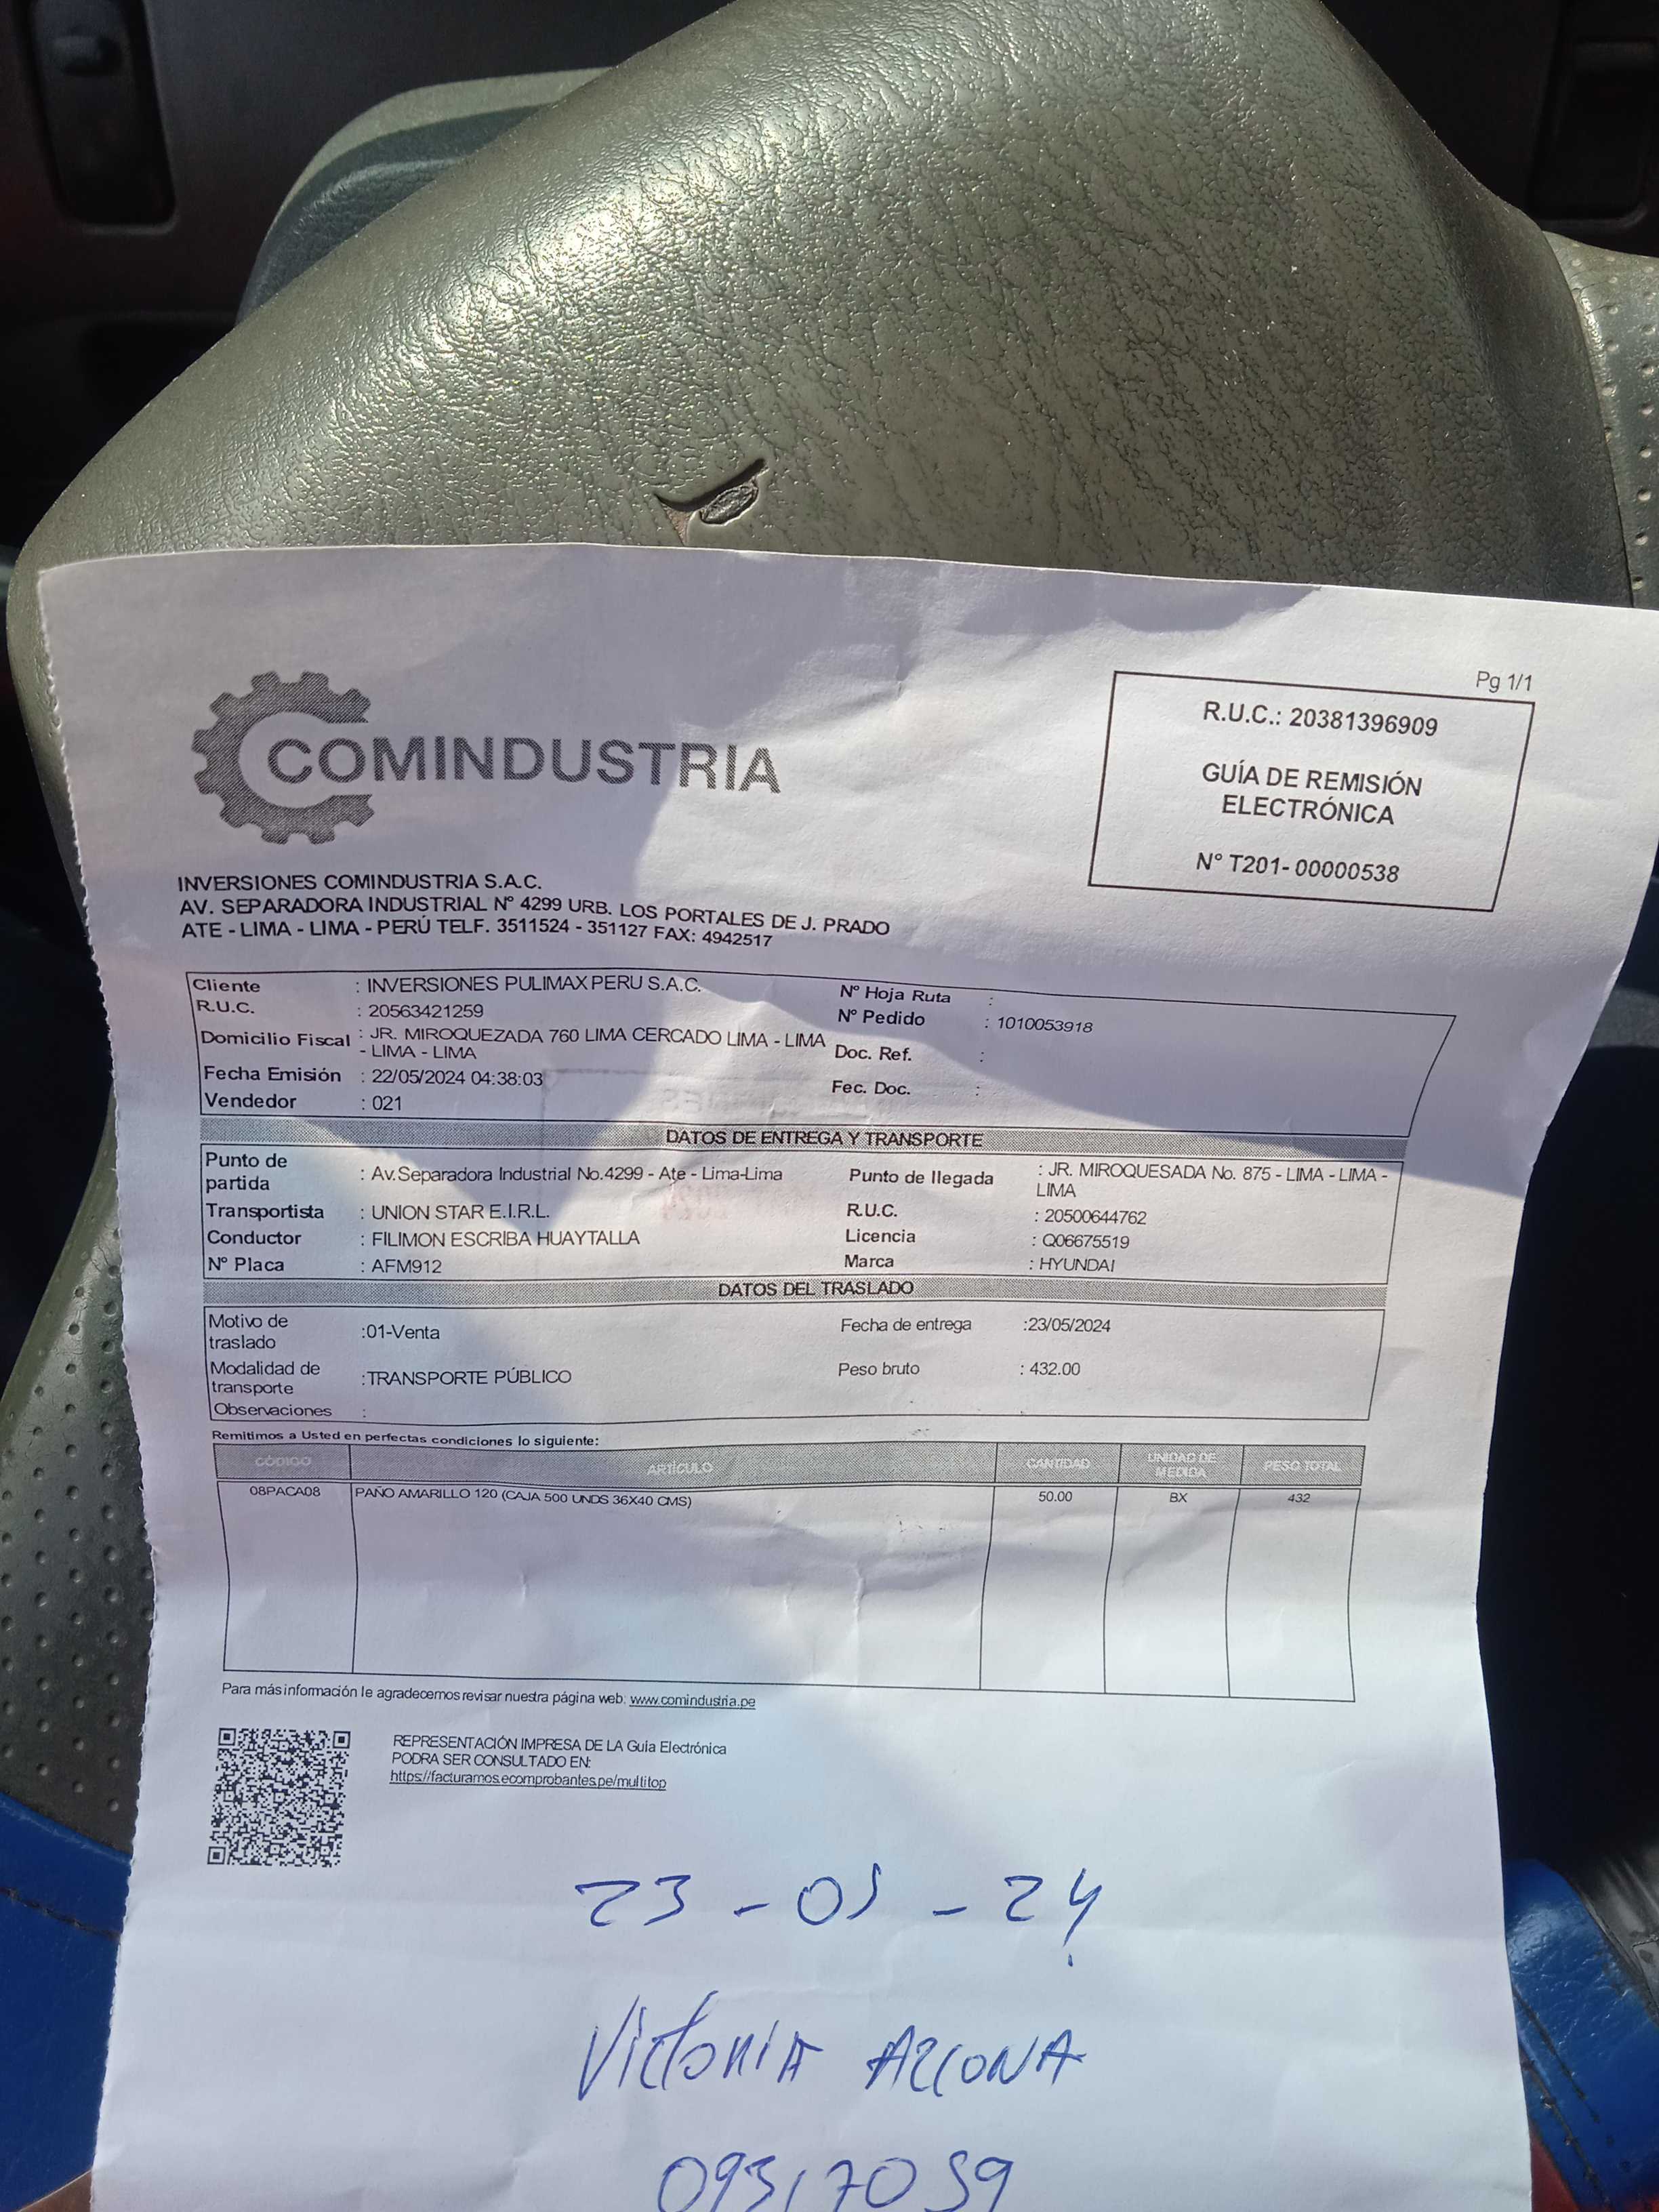 Pg 1/1
COMINDUSTRIA
R.U.C.: 20381396909
GUÍA DE REMISIÓN
ELECTRÓNICA
Nº T201- 00000538
INVERSIONES COMINDUSTRIA S.A.C.
AV. SEPARADORA INDUSTRIAL Nº 4299 URB. LOS PORTALES DE J. PRADO
ATE - LIMA - LIMA - PERÚ TELF. 3511524 - 351127 FAX: 4942517
Cliente : INVERSIONES PULIMAX PERU S.A.C.
R.U.C. : 20563421259
Domicilio Fiscal : JR. MIROQUEZADA 760 LIMA CERCADO LIMA - LIMA
- LIMA - LIMA
Fecha Emisión : 22/05/2024 04:38:03
Vendedor : 021
Nº Hoja Ruta :
Nº Pedido : 1010053918
Doc. Ref. :
Fec. Doc. :
DATOS DE ENTREGA Y TRANSPORTE
Punto de
partida : Av.Separadora Industrial No.4299 - Ate - Lima-Lima
Transportista : UNION STAR E.I.R.L.
Conductor : FILIMON ESCRIBA HUAYTALLA
Nº Placa : AFM912
Punto de llegada : JR. MIROQUESADA No. 875 - LIMA - LIMA -
LIMA
R.U.C. : 20500644762
Licencia : Q06675519
Marca : HYUNDAI
DATOS DEL TRASLADO
Motivo de
traslado :01-Venta
Modalidad de
transporte :TRANSPORTE PÚBLICO
Observaciones :
Fecha de entrega :23/05/2024
Peso bruto : 432.00
Remitimos a Usted en perfectas condiciones lo siguiente:
CÓDIGO ARTÍCULO CANTIDAD UNIDAD DE MEDIDA PESO TOTAL
08PACA08 PAÑO AMARILLO 120 (CAJA 500 UNDS 36X40 CMS) 50.00 BX 432
Para más información le agradecemos revisar nuestra página web: www.comindustria.pe
REPRESENTACIÓN IMPRESA DE LA Guia Electrónica
PODRA SER CONSULTADO EN:
https://facturamos.ecomprobantes.pe/multitop
23 - 05 - 24
Victoria